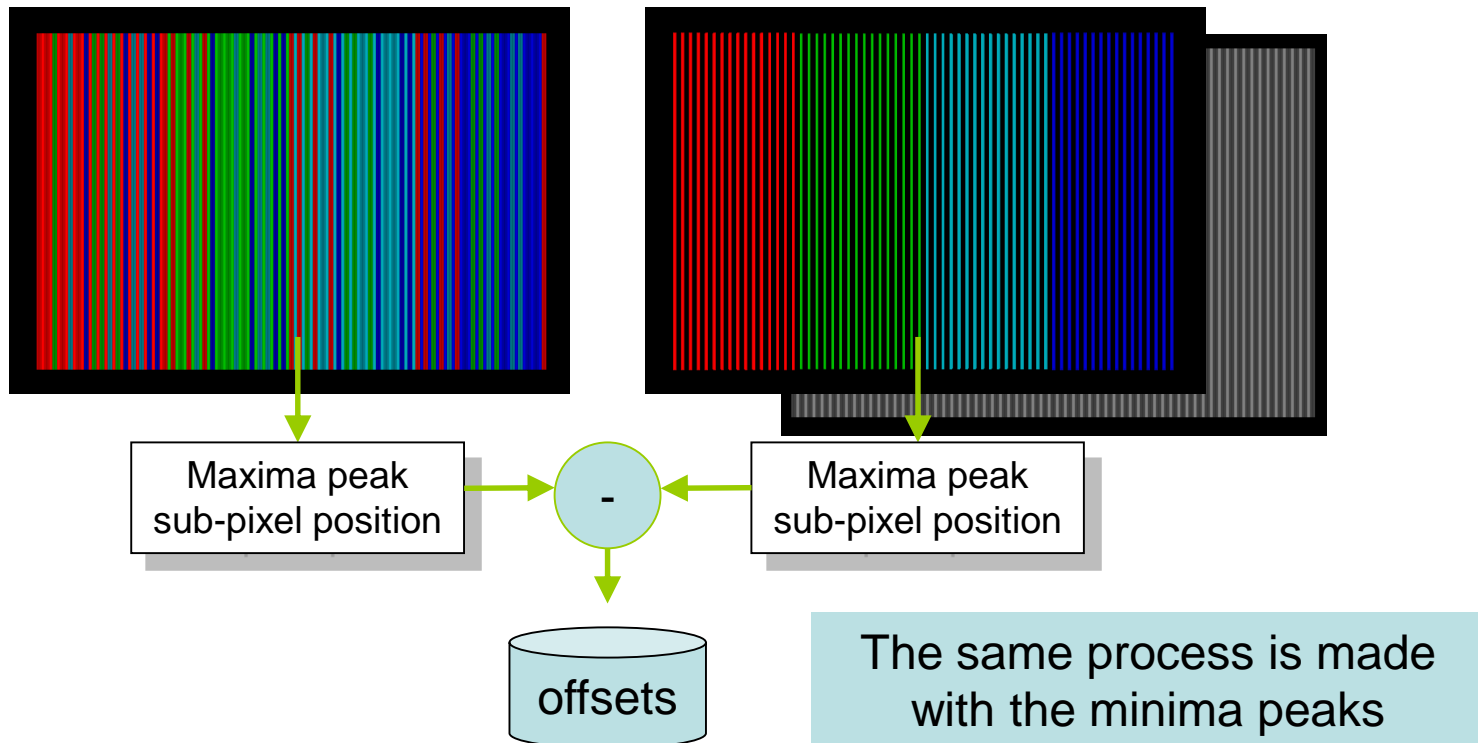 Maxima peak
sub-pixel position
-
Maxima peak
sub-pixel position
offsets
The same process is made
with the minima peaks